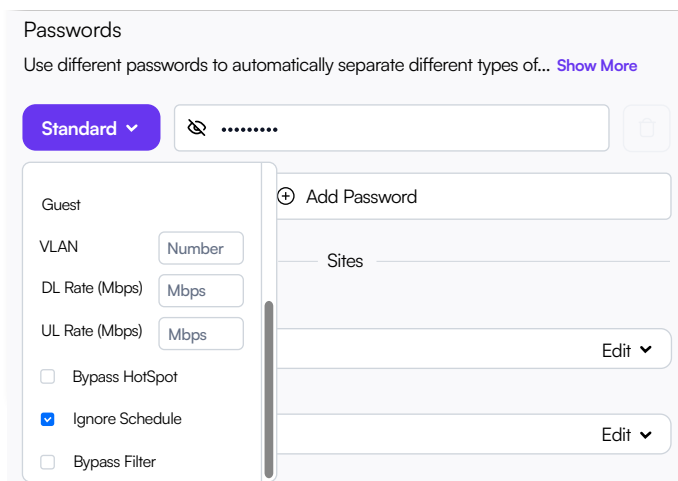 Passwords
Use different passwords to automatically separate different types of... Show More
Standard
•••••••••
Guest
Add Password
VLAN
Number
Sites
DL Rate (Mbps)
Mbps
UL Rate (Mbps)
Mbps
Edit
Bypass HotSpot
Ignore Schedule
Edit
Bypass Filter